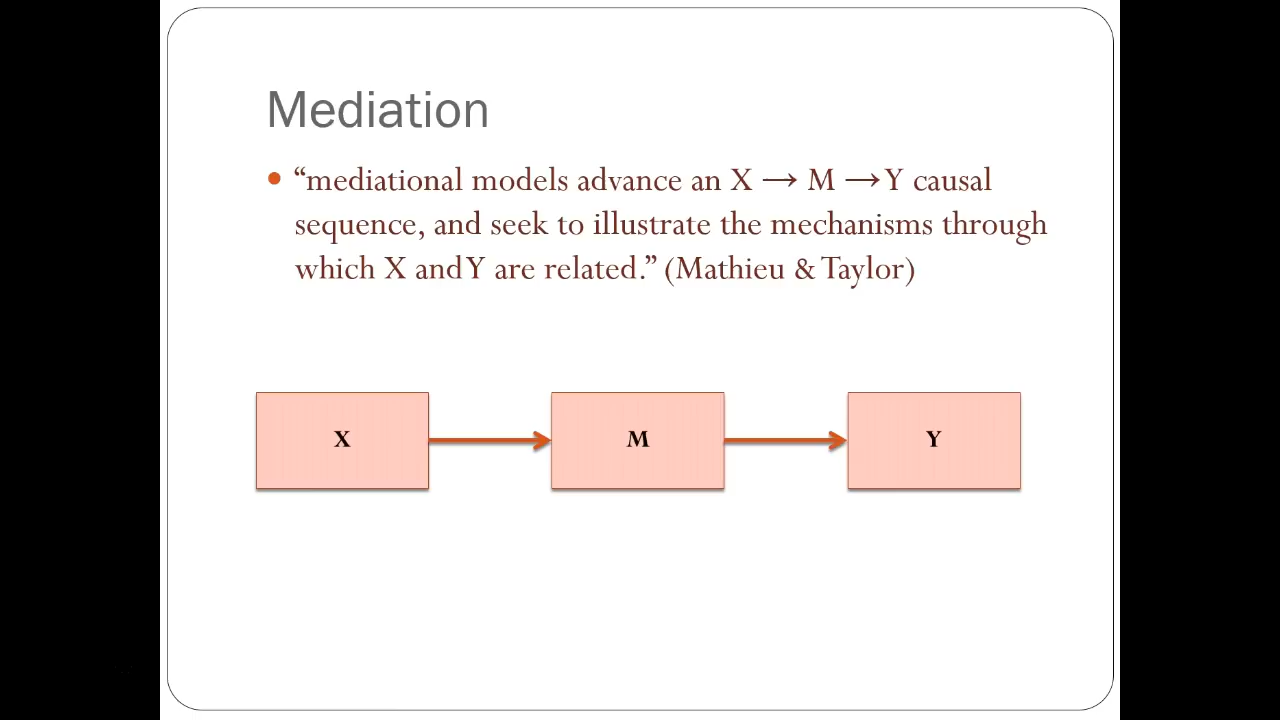 Mediation
“mediational models advance an X → M → Y causal
sequence, and seek to illustrate the mechanisms through
which X and Y are related.” (Mathieu & Taylor)
X M Y